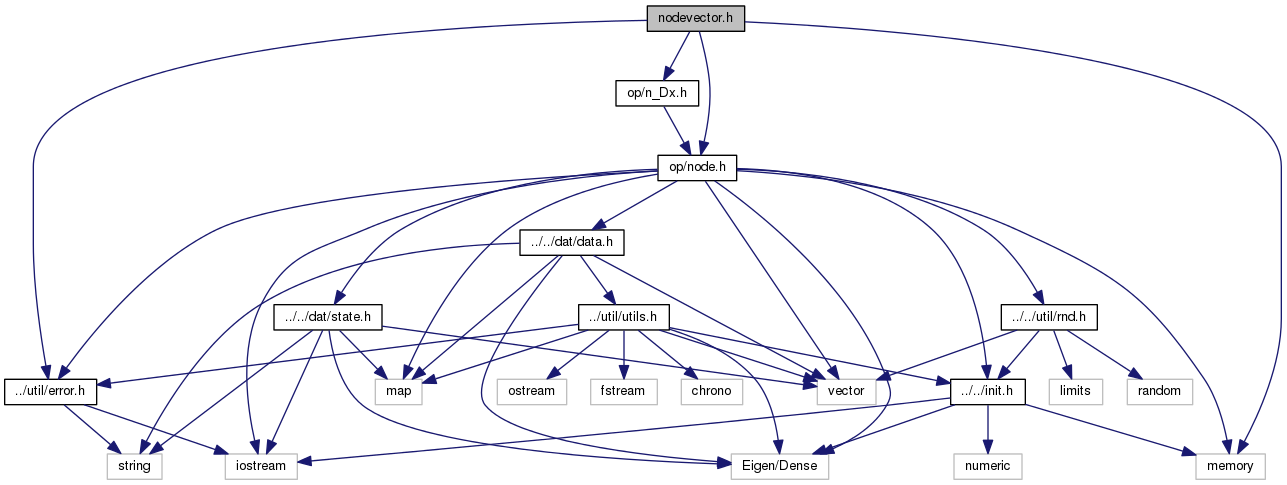 nodevector.h
op/n_Dx.h
op/node.h
../../dat/data.h
../../dat/state.h
../util/utils.h
../../util/rnd.h
../util/error.h
map
ostream
fstream
chrono
vector
../../init.h
limits
random
string
iostream
Eigen/Dense
numeric
memory